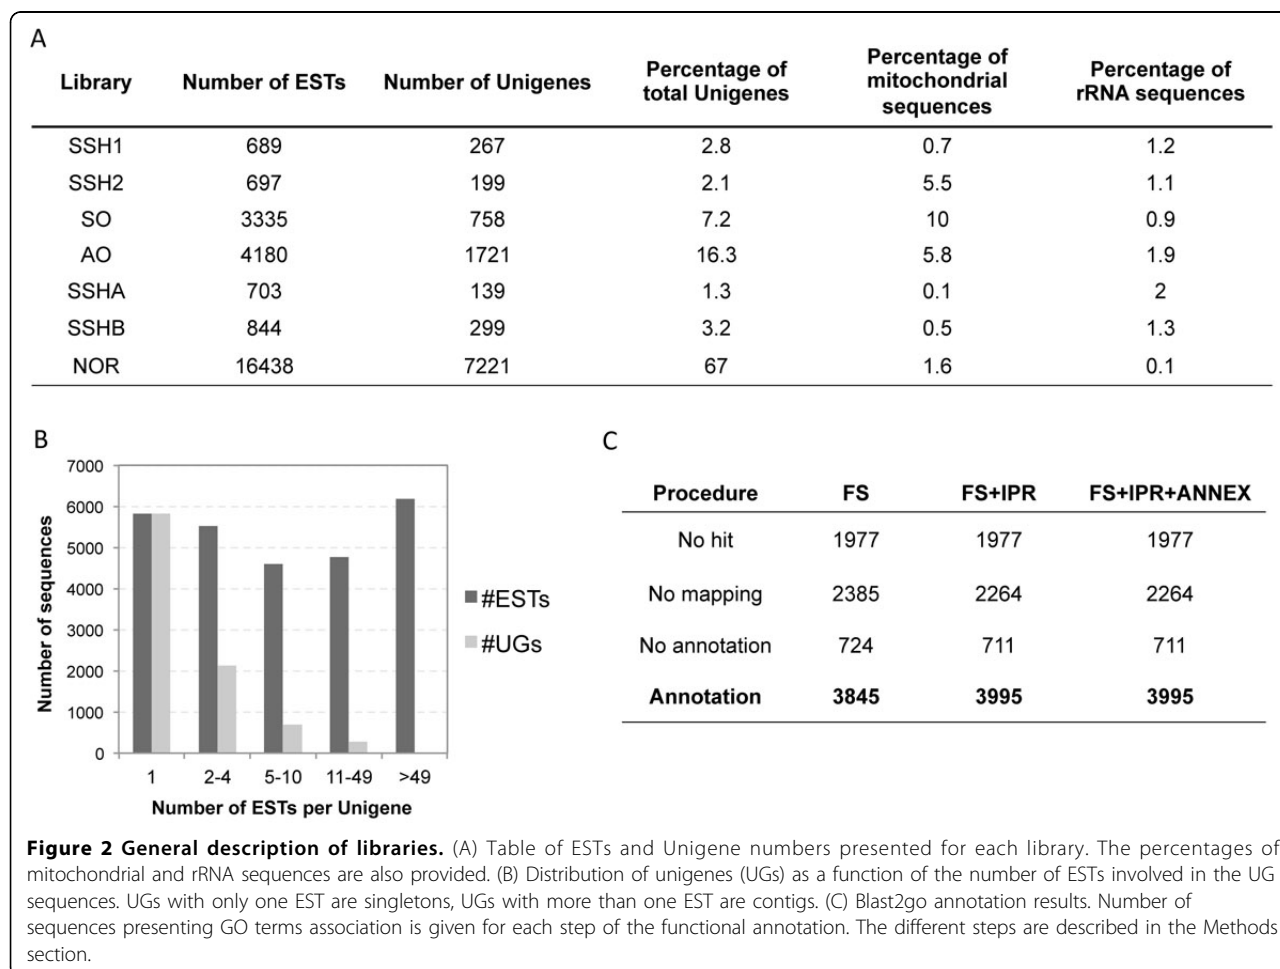 A
Library Number of ESTs Number of Unigenes Percentage of total Unigenes Percentage of mitochondrial sequences Percentage of rRNA sequences
SSH1 689 267 2.8 0.7 1.2
SSH2 697 199 2.1 5.5 1.1
SO 3335 758 7.2 10 0.9
AO 4180 1721 16.3 5.8 1.9
SSHA 703 139 1.3 0.1 2
SSHB 844 299 3.2 0.5 1.3
NOR 16438 7221 67 1.6 0.1
B
Number of sequences
7000
6000
5000
4000
3000
2000
1000
0
1 2-4 5-10 11-49 >49
Number of ESTs per Unigene
#ESTs
#UGs
C
Procedure FS FS+IPR FS+IPR+ANNEX
No hit 1977 1977 1977
No mapping 2385 2264 2264
No annotation 724 711 711
Annotation 3845 3995 3995
Figure 2 General description of libraries. (A) Table of ESTs and Unigene numbers presented for each library. The percentages of
mitochondrial and rRNA sequences are also provided. (B) Distribution of unigenes (UGs) as a function of the number of ESTs involved in the UG
sequences. UGs with only one EST are singletons, UGs with more than one EST are contigs. (C) Blast2go annotation results. Number of
sequences presenting GO terms association is given for each step of the functional annotation. The different steps are described in the Methods
section.